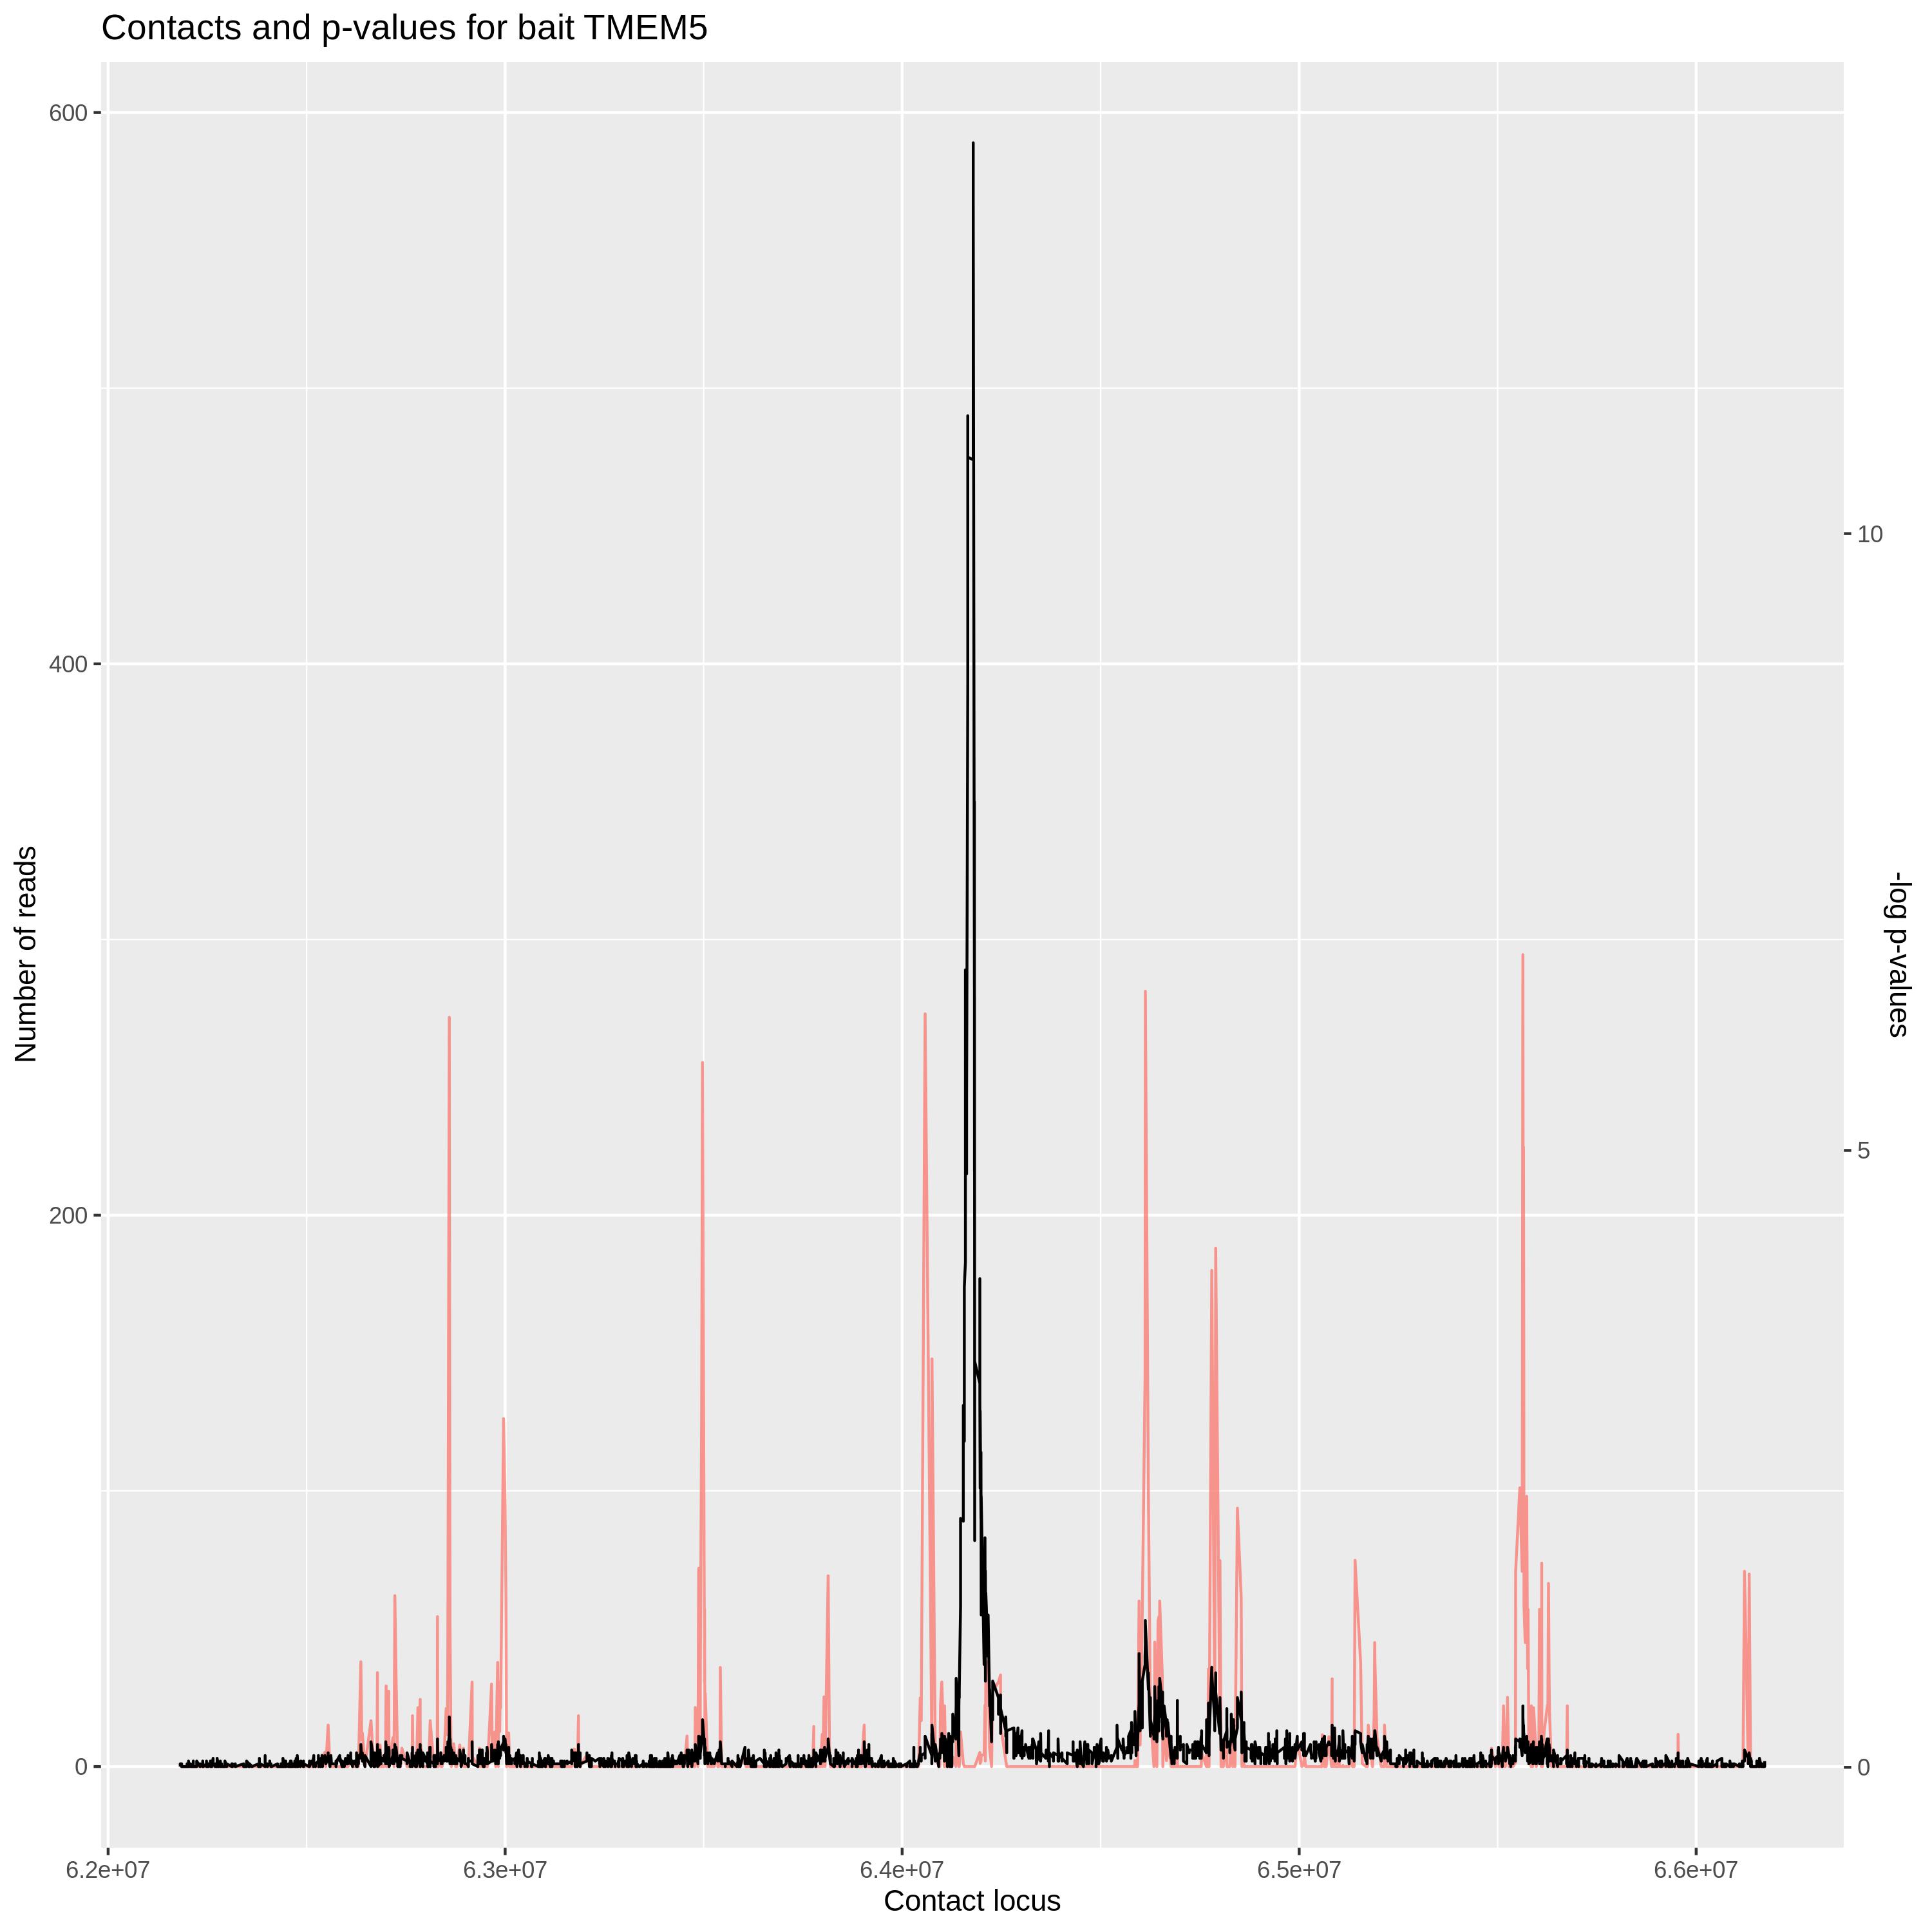 Contacts and p-values for bait TMEM5
600
400
200
0
Number of reads
10
5
0
-log p-values
6.2e+07
6.3e+07
6.4e+07
6.5e+07
6.6e+07
Contact locus